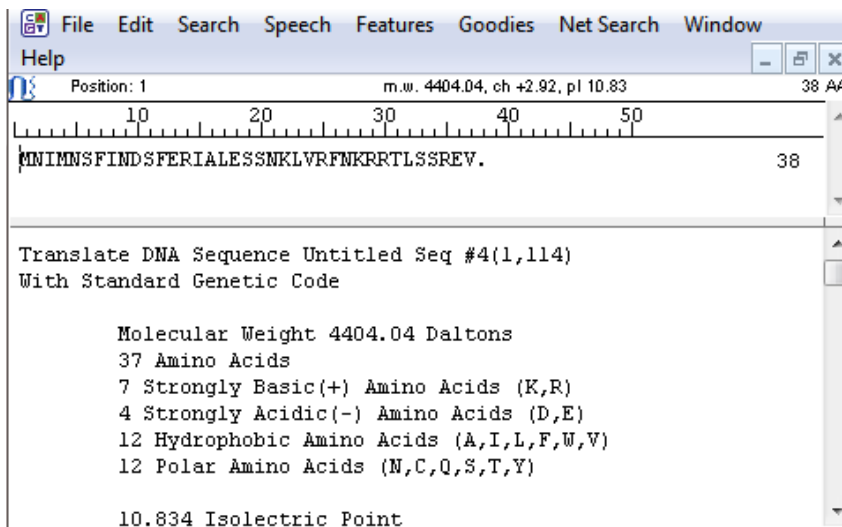 File Edit Search Speech Features Goodies Net Search Window
Help
Position: 1 m.w. 4404.04, ch +2.92, pI 10.83 38 AA
10 20 30 40 50
MNIMNSFINDSFERIALESSNKLVRFNKRRTLSSREV. 38
Translate DNA Sequence Untitled Seq #4(1,114)
With Standard Genetic Code
Molecular Weight 4404.04 Daltons
37 Amino Acids
7 Strongly Basic(+) Amino Acids (K,R)
4 Strongly Acidic(-) Amino Acids (D,E)
12 Hydrophobic Amino Acids (A,I,L,F,W,V)
12 Polar Amino Acids (N,C,Q,S,T,Y)
10.834 Isolectric Point